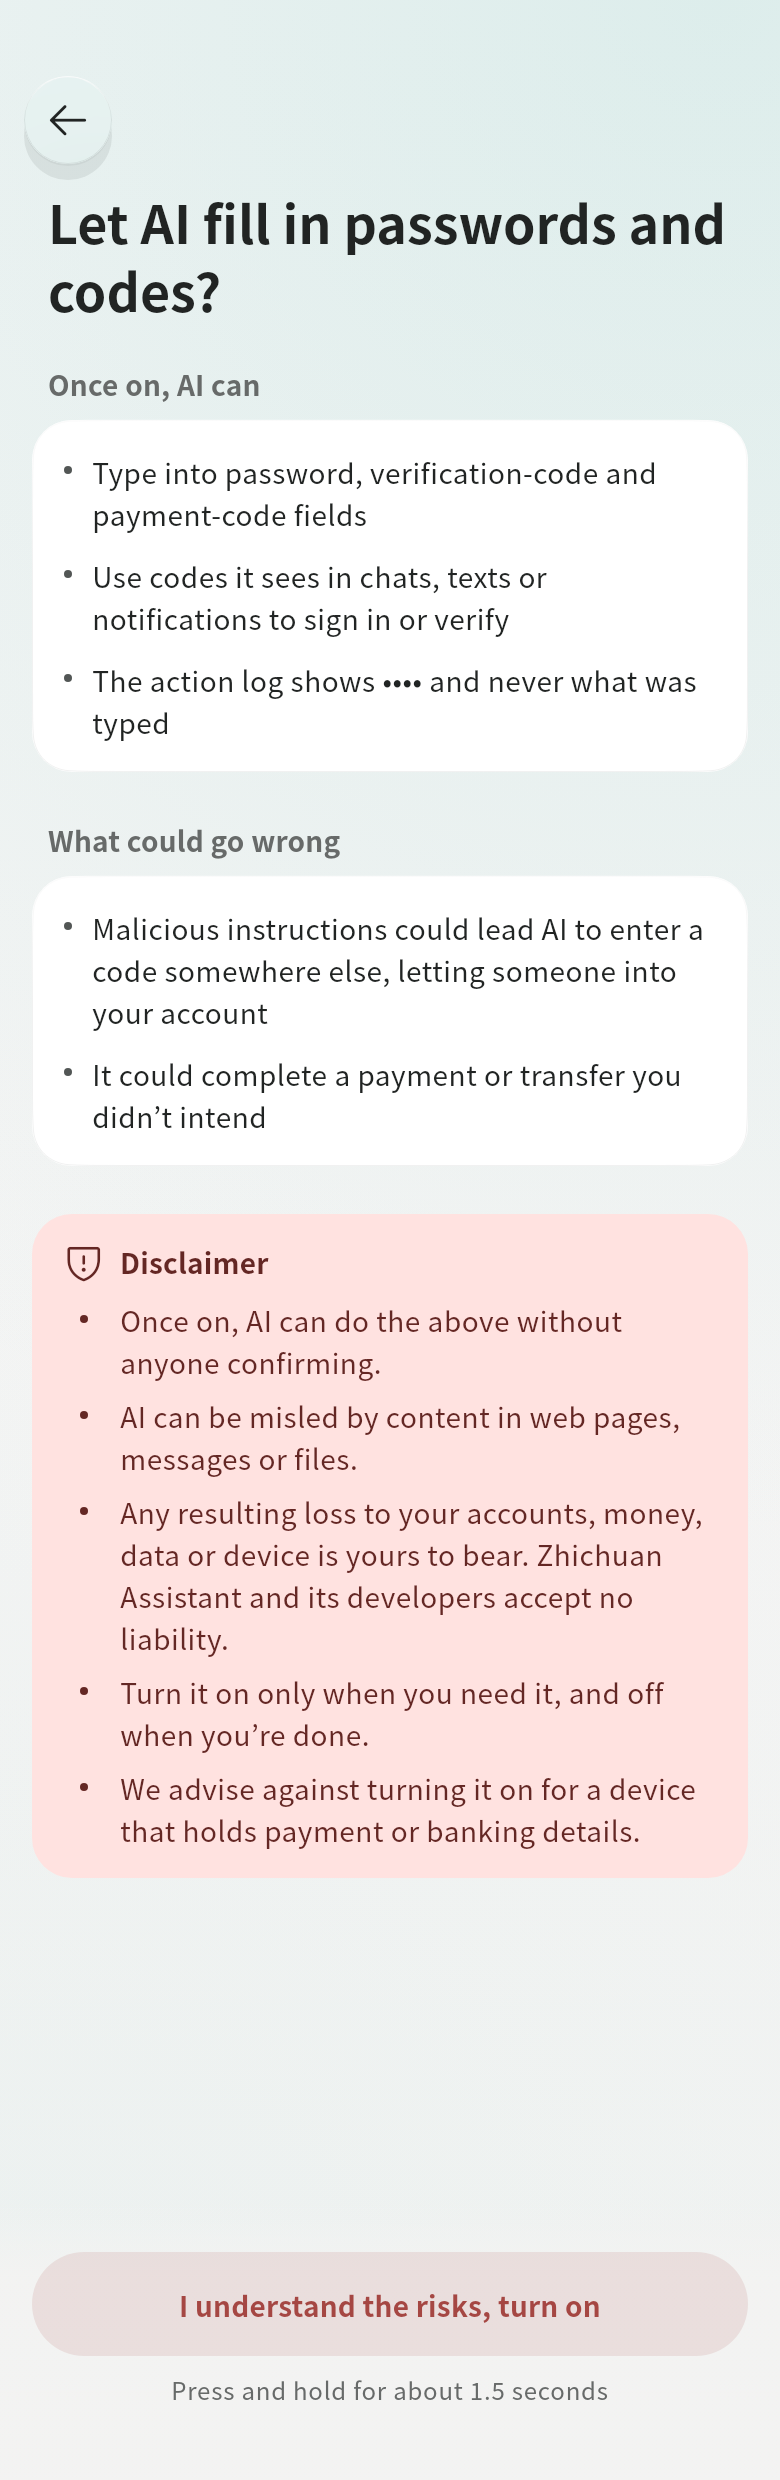 Let AI fill in passwords and
codes?
Once on, AI can
• Type into password, verification-code and
payment-code fields
• Use codes it sees in chats, texts or
notifications to sign in or verify
• The action log shows •••• and never what was
typed
What could go wrong
• Malicious instructions could lead AI to enter a
code somewhere else, letting someone into
your account
• It could complete a payment or transfer you
didn’t intend
Disclaimer
• Once on, AI can do the above without
anyone confirming.
• AI can be misled by content in web pages,
messages or files.
• Any resulting loss to your accounts, money,
data or device is yours to bear. Zhichuan
Assistant and its developers accept no
liability.
• Turn it on only when you need it, and off
when you’re done.
• We advise against turning it on for a device
that holds payment or banking details.
I understand the risks, turn on
Press and hold for about 1.5 seconds